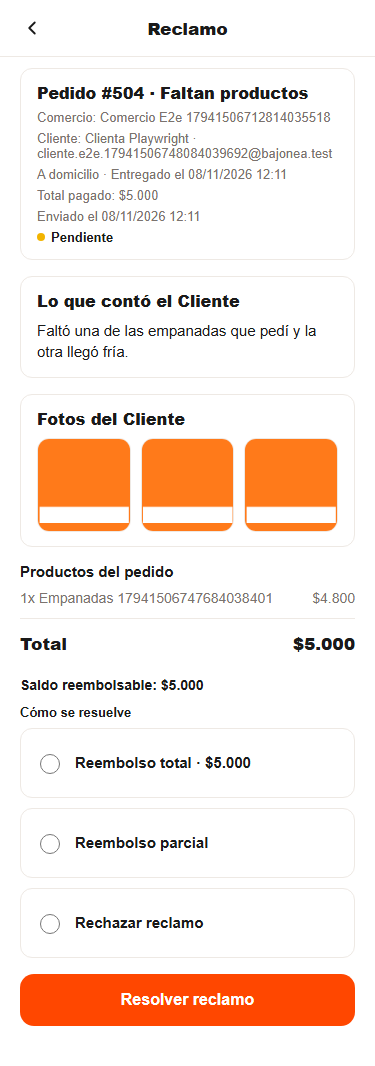 Reclamo
Pedido #504 · Faltan productos
Comercio: Comercio E2e 17941506712814035518
Cliente: Clienta Playwright ·
cliente.e2e.17941506748084039692@bajonea.test
A domicilio · Entregado el 08/11/2026 12:11
Total pagado: $5.000
Enviado el 08/11/2026 12:11
Pendiente
Lo que contó el Cliente
Faltó una de las empanadas que pedí y la
otra llegó fría.
Fotos del Cliente
Productos del pedido
1x Empanadas 17941506747684038401 $4.800
Total $5.000
Saldo reembolsable: $5.000
Cómo se resuelve
Reembolso total · $5.000
Reembolso parcial
Rechazar reclamo
Resolver reclamo